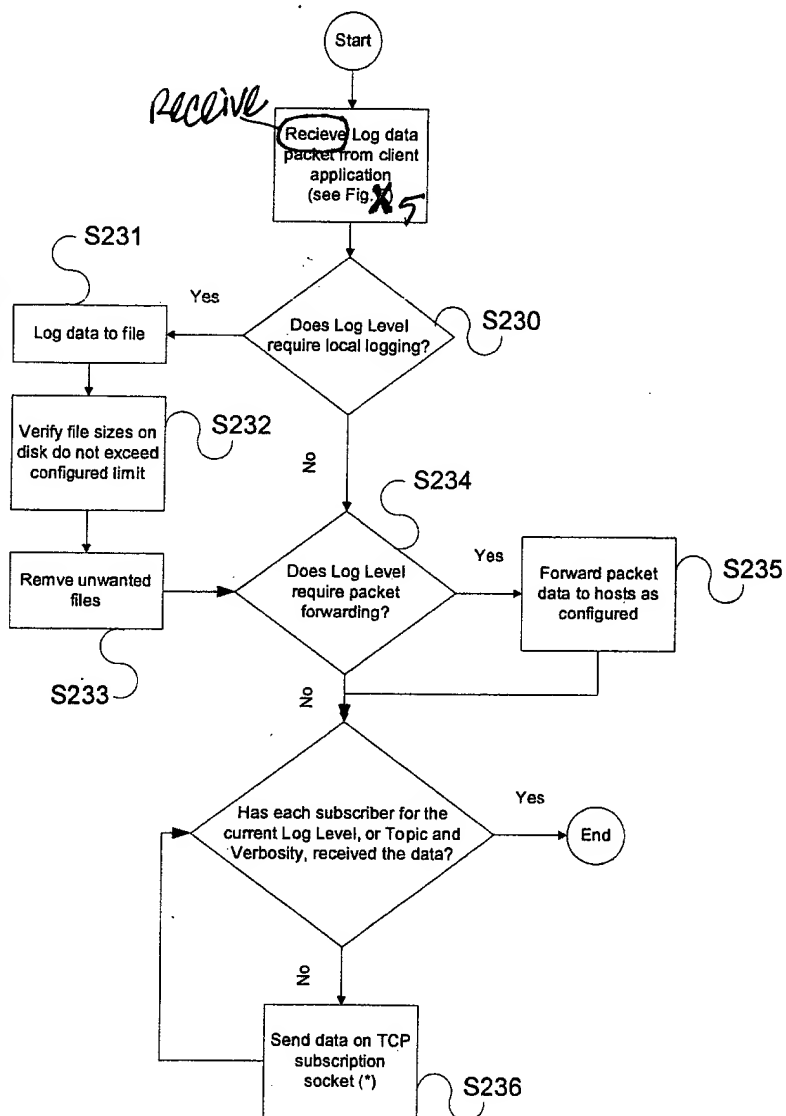 Start
Receive
Recieve Log data
packet from client
application
(see Fig. X)
5
S231
Yes
S230
Log data to file
Does Log Level
require local logging?
Verify file sizes on
disk do not exceed
configured limit
S232
No
S234
Remve unwanted
files
Does Log Level
require packet
forwarding?
Yes
Forward packet
data to hosts as
configured
S235
S233
No
Has each subscriber for the
current Log Level, or Topic and
Verbosity, received the data?
Yes
End
No
Send data on TCP
subscription
socket (*)
S236